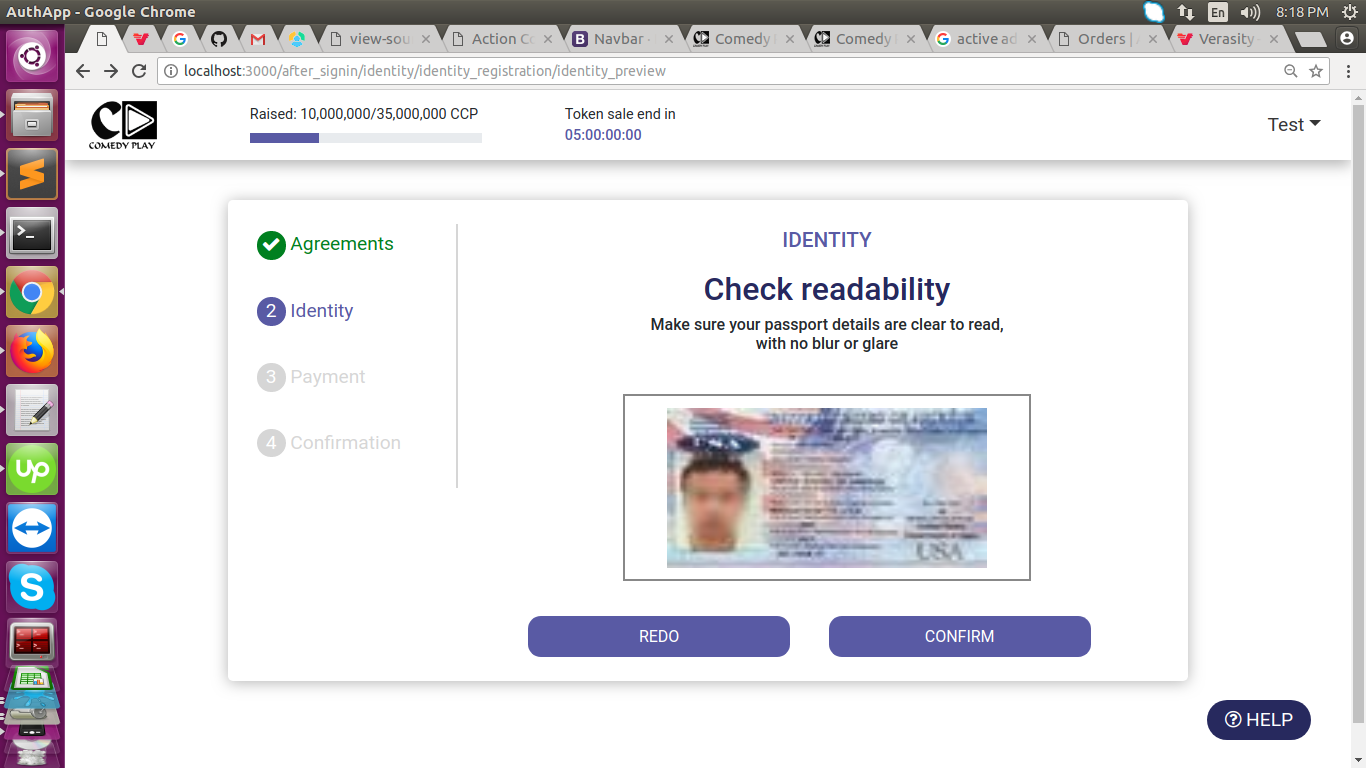 AuthApp - Google Chrome
En
8:18 PM
view-sou
Action Co
Navbar
Comedy
Comedy
active ad
Orders | A
Verasity -
localhost:3000/after_signin/identity/identity_registration/identity_preview
COMEDY PLAY
Raised: 10,000,000/35,000,000 CCP
Token sale end in
05:00:00:00
Test
Agreements
2 Identity
3 Payment
4 Confirmation
IDENTITY
Check readability
Make sure your passport details are clear to read,
with no blur or glare
USA
USA
REDO
CONFIRM
HELP